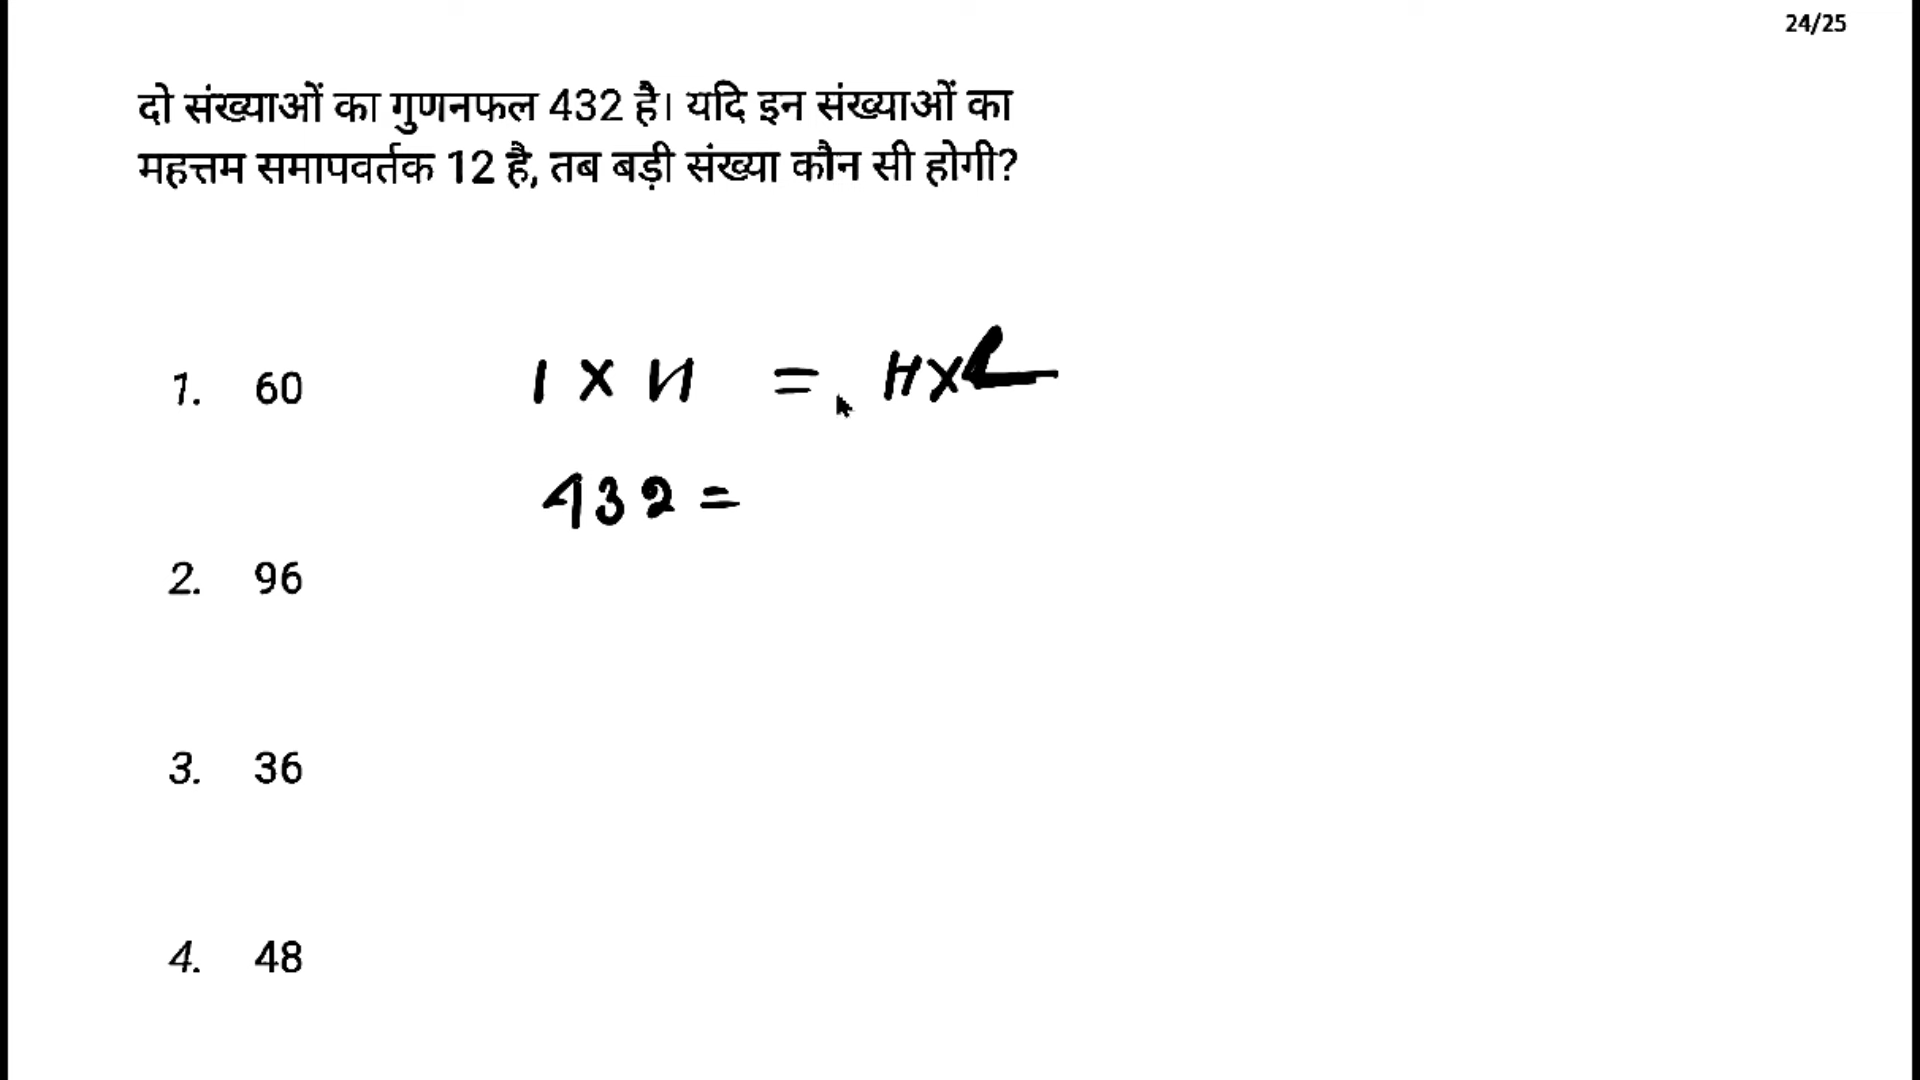 24/25
दो संख्याओं का गुणनफल 432 है। यदि इन संख्याओं का
महत्तम समापवर्तक 12 है, तब बड़ी संख्या कौन सी होगी?
1. 60
I X II = H X L
432 =
2. 96
3. 36
4. 48